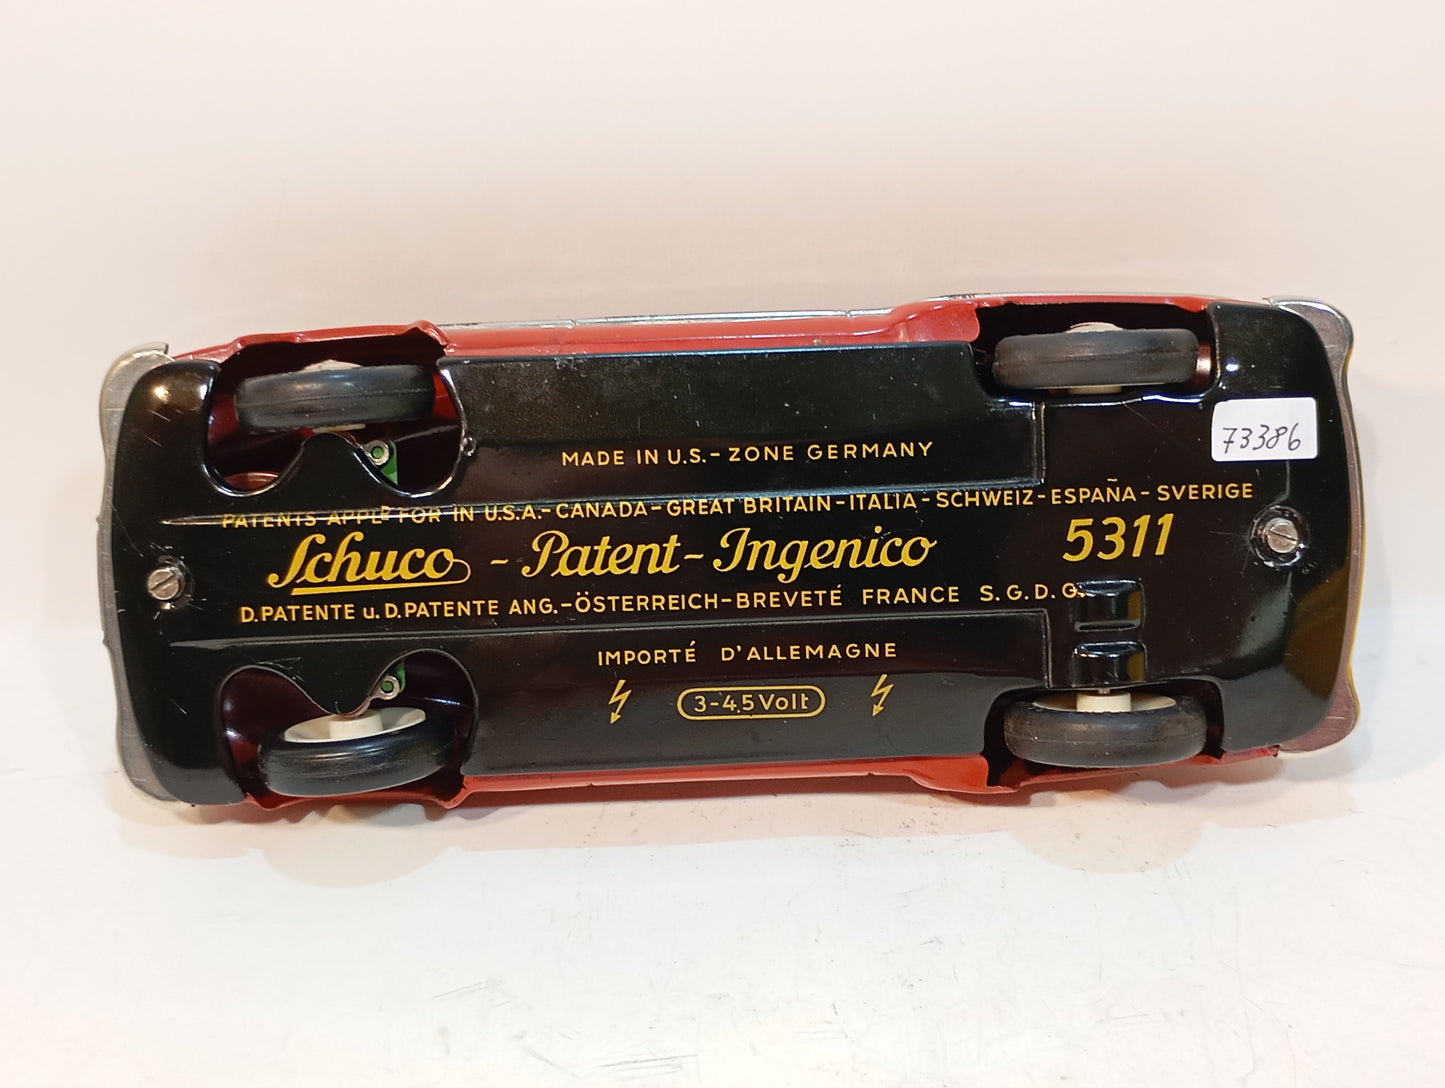 MADE IN U.S.-ZONE GERMANY
PATENTS APPLD FOR IN U.S.A.-CANADA-GREAT BRITAIN-ITALIA-SCHWEIZ-ESPAÑA-SVERIGE
Schuco - Patent - Ingenico 5311
D.PATENTE u. D.PATENTE ANG.-ÖSTERREICH-BREVETÉ FRANCE S.G.D.G.
IMPORTÉ D'ALLEMAGNE
3-4,5 Volt
73386